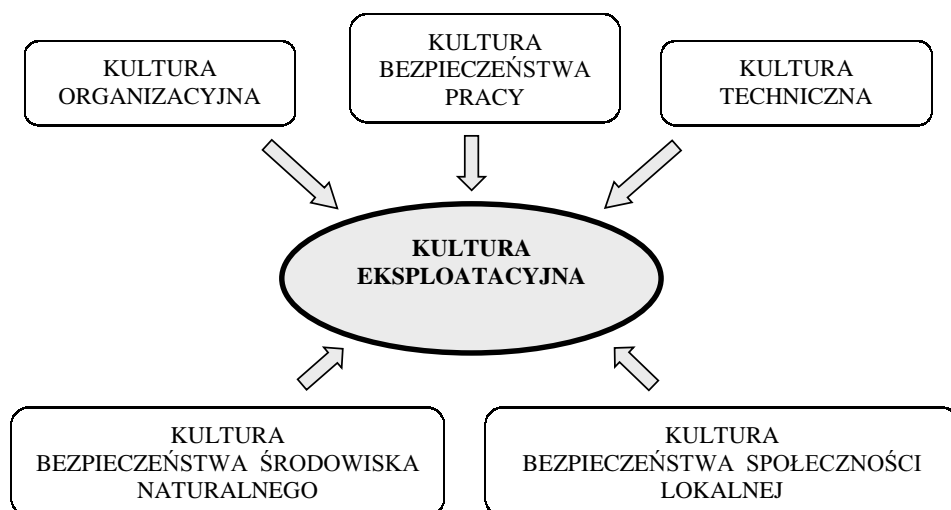 KULTURA
ORGANIZACYJNA
KULTURA
BEZPIECZEŃSTWA
PRACY
KULTURA
TECHNICZNA
KULTURA
EKSPLOATACYJNA
KULTURA
BEZPIECZEŃSTWA ŚRODOWISKA
NATURALNEGO
KULTURA
BEZPIECZEŃSTWA SPOŁECZNOŚCI
LOKALNEJ